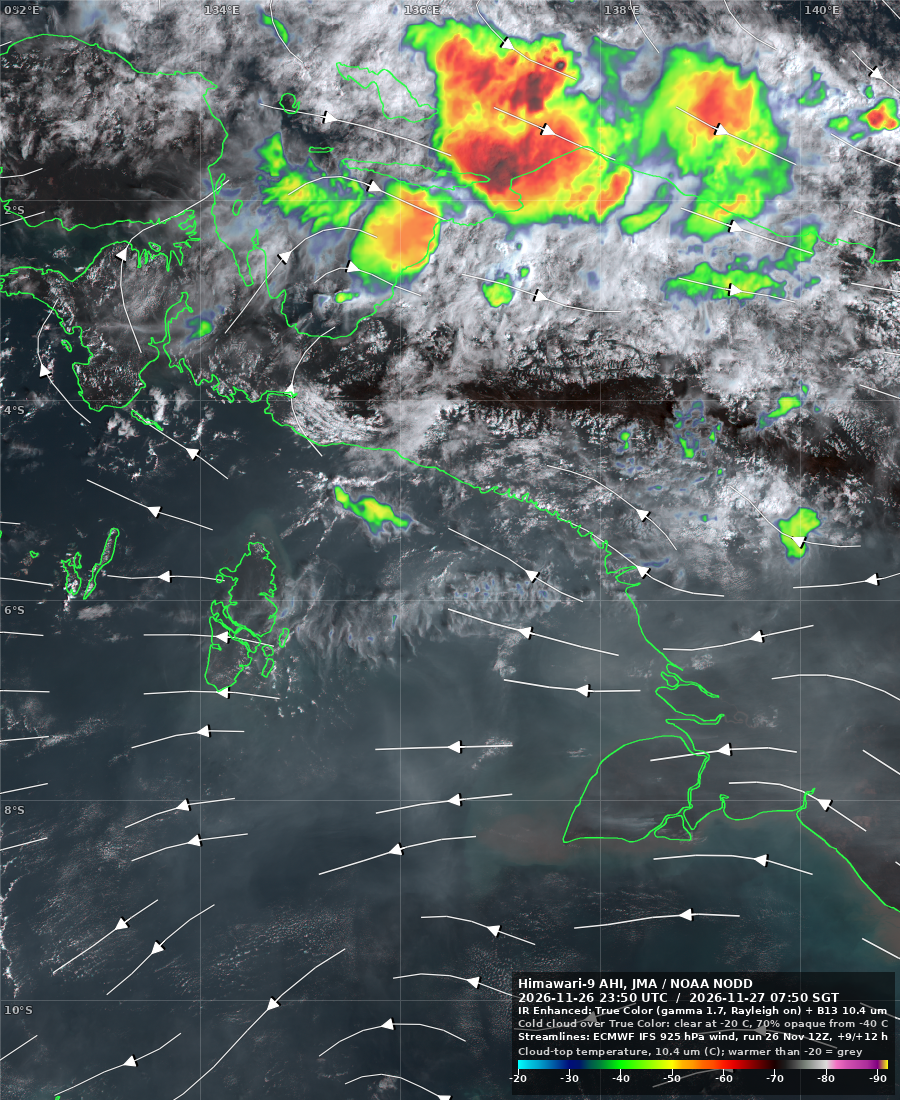 132°E
134°E
136°E
138°E
140°E
2°S
4°S
6°S
8°S
10°S
Himawari-9 AHI, JMA / NOAA NODD
2026-11-26 23:50 UTC / 2026-11-27 07:50 SGT
IR Enhanced: True Color (gamma 1.7, Rayleigh on) + B13 10.4 um
Cold cloud over True Color: clear at -20 C, 70% opaque from -40 C
Streamlines: ECMWF IFS 925 hPa wind, run 26 Nov 12Z, +9/+12 h
Cloud-top temperature, 10.4 um (C); warmer than -20 = grey
-20 -30 -40 -50 -60 -70 -80 -90